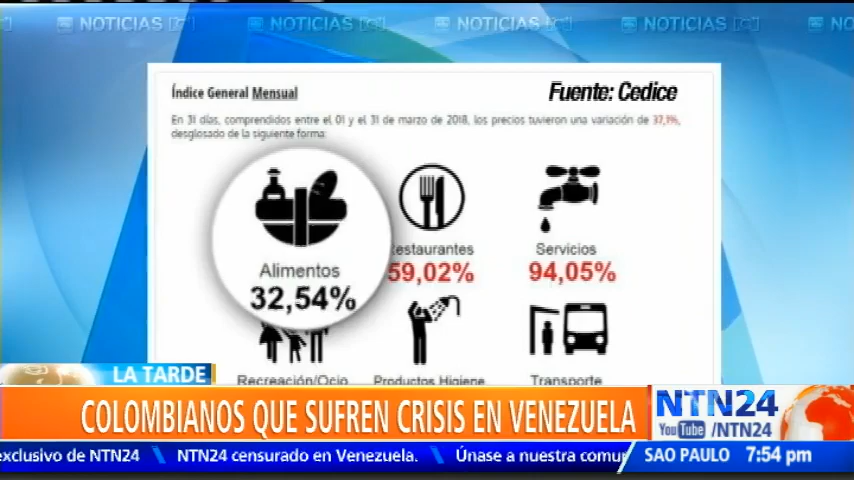 NOTICIAS
NOTICIAS
NOTICIAS
NOTICIAS
NO
Índice General Mensual
Fuente: Cedice
En 31 días, comprendidos entre el 01 y el 31 de marzo de 2018, los precios tuvieron una variación de 37,1%,
desglosado de la siguiente forma:
Alimentos
32,54%
estaurantes
59,02%
Servicios
94,05%
Recreación/Ocio
Productos Higiene
Transporte
LA TARDE
COLOMBIANOS QUE SUFREN CRISIS EN VENEZUELA
NTN24
YouTube /NTN24
exclusivo de NTN24 \ NTN24 censurado en Venezuela. \ Únase a nuestra comu
SAO PAULO 7:54 pm